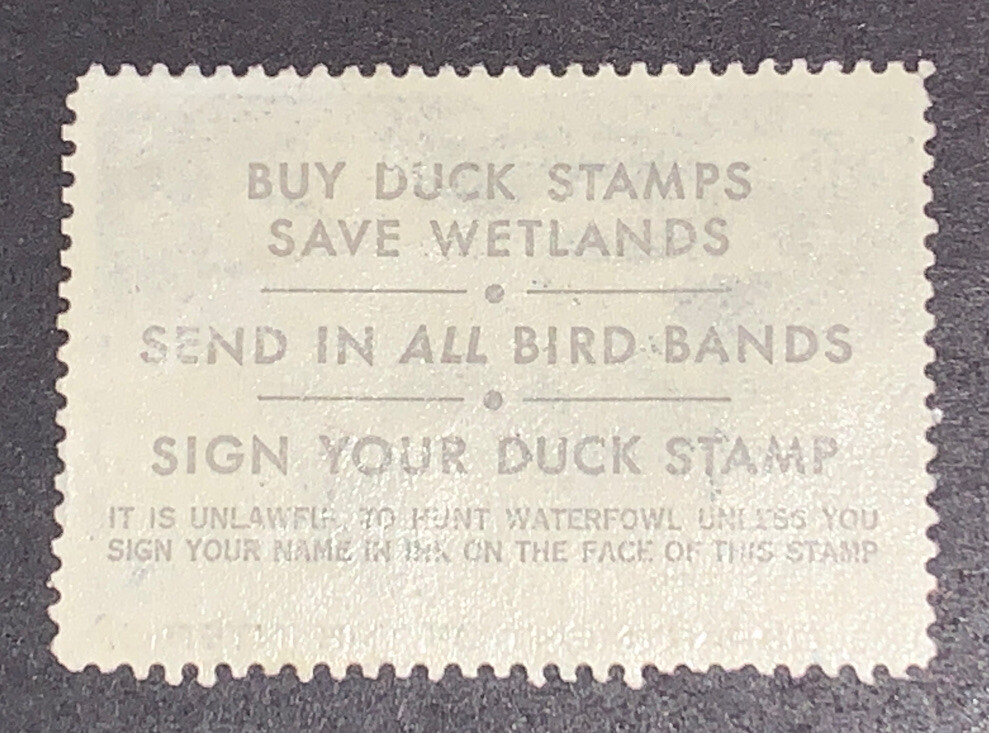 BUY DUCK STAMPS
SAVE WETLANDS
SEND IN ALL BIRD BANDS
SIGN YOUR DUCK STAMP
IT IS UNLAWFUL TO HUNT WATERFOWL UNLESS YOU
SIGN YOUR NAME IN INK ON THE FACE OF THIS STAMP